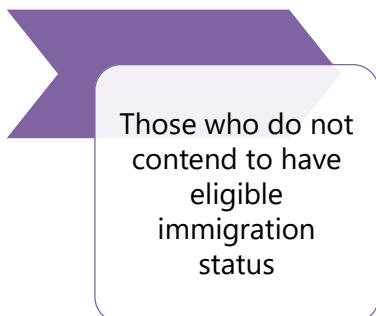 Those who do not
contend to have
eligible
immigration
status